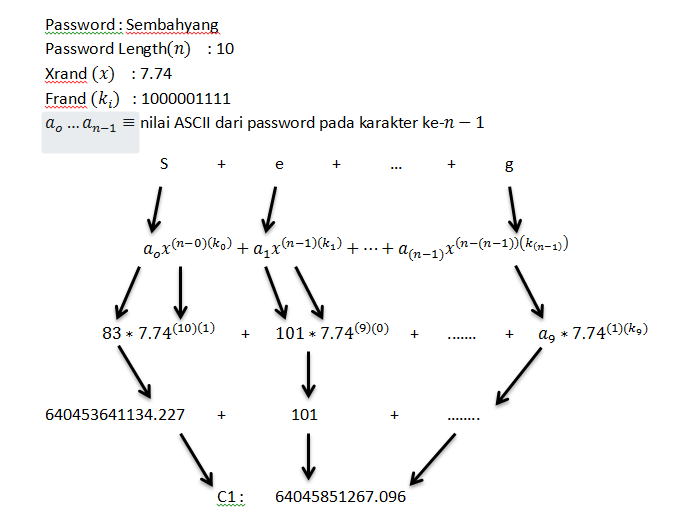 Password : Sembahyang
Password Length(n) : 10
Xrand (x) : 7.74
Frand (kᵢ) : 1000001111
aₒ … aₙ₋₁ ≡ nilai ASCII dari password pada karakter ke-n − 1
S + e + … + g
aₒx^(n−0)(k₀) + a₁x^(n−1)(k₁) + ⋯ + a₍ₙ₋₁₎x^(n−(n−1))(k₍ₙ₋₁₎)
83 ∗ 7.74^(10)(1) + 101 ∗ 7.74^(9)(0) + ……. + a₉ ∗ 7.74^(1)(k₉)
640453641134.227 + 101 + ……..
C1 : 64045851267.096